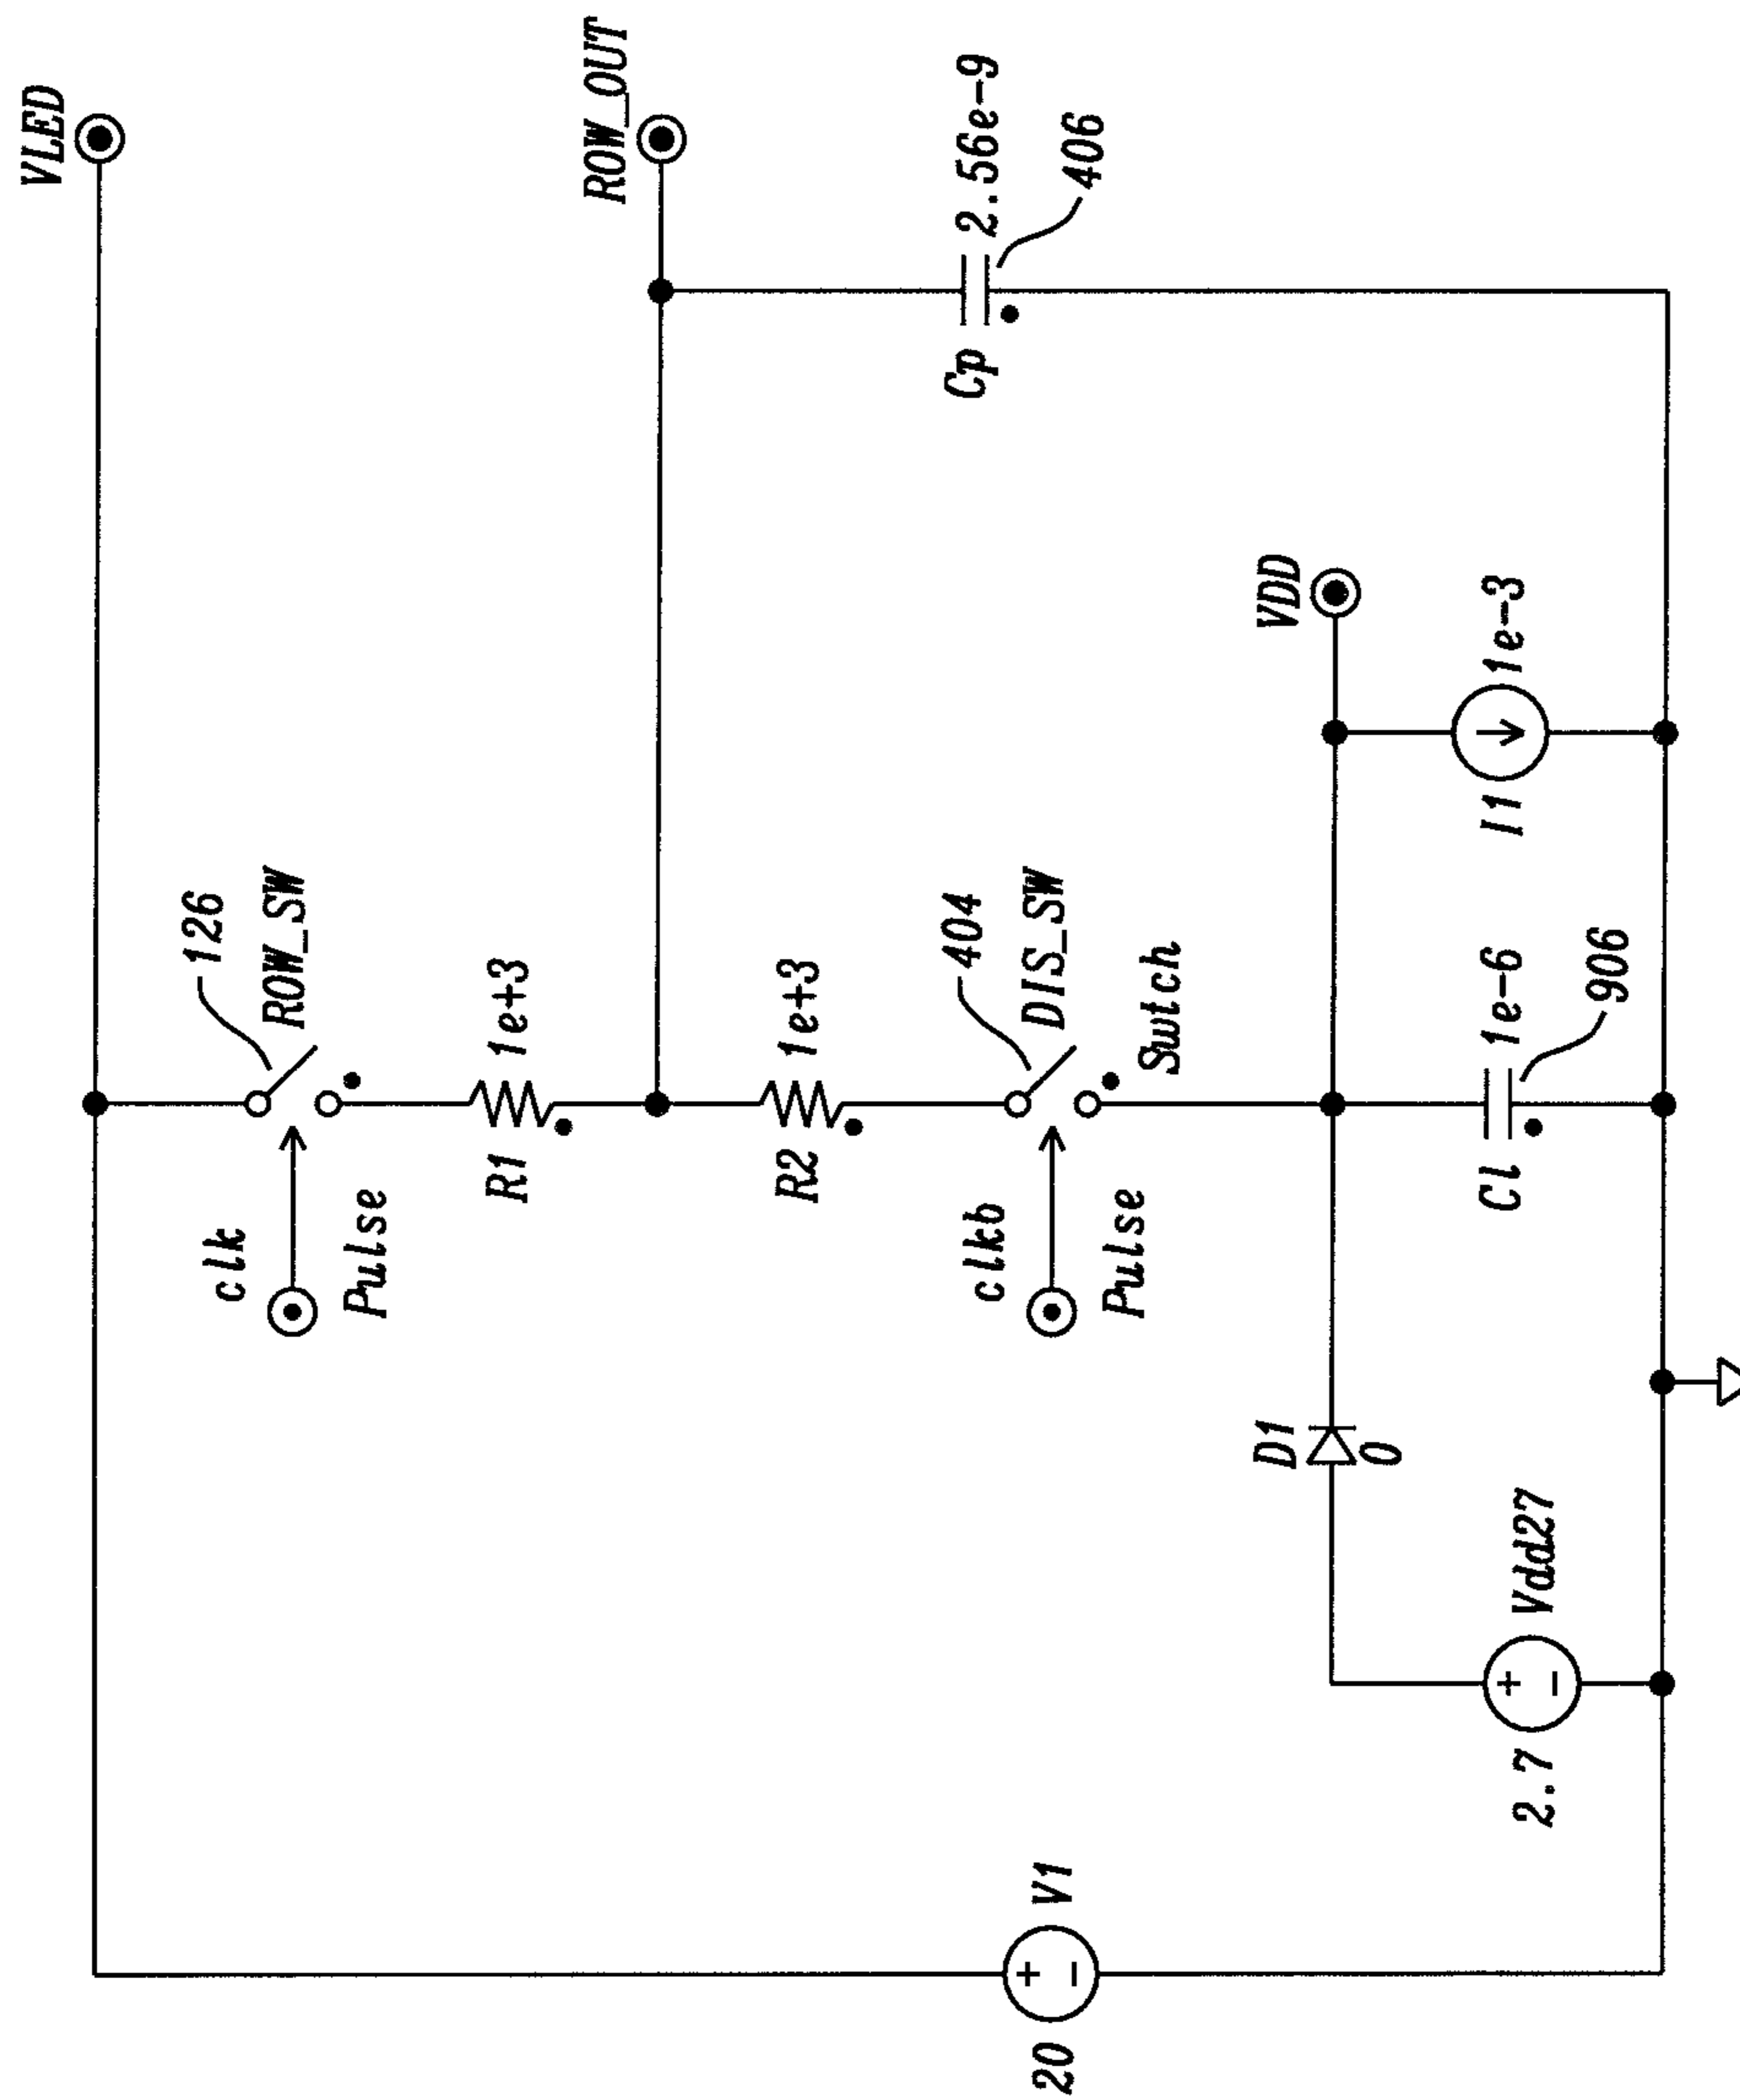 VLED
126
ROW_SW
clk
Pulse
R1
1e+3
ROW_OUT
R2
1e+3
404
DIS_SW
clkb
Pulse
Swtch
Cp
2.56e-9
406
VDD
D1
0
2.7
Vdd27
Cl
1e-6
906
I1
1e-3
20
V1